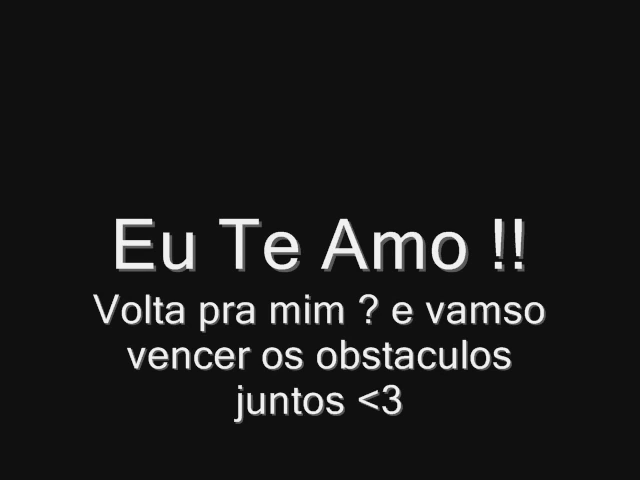 Eu Te Amo !!
Volta pra mim ? e vamso
vencer os obstaculos
juntos <3